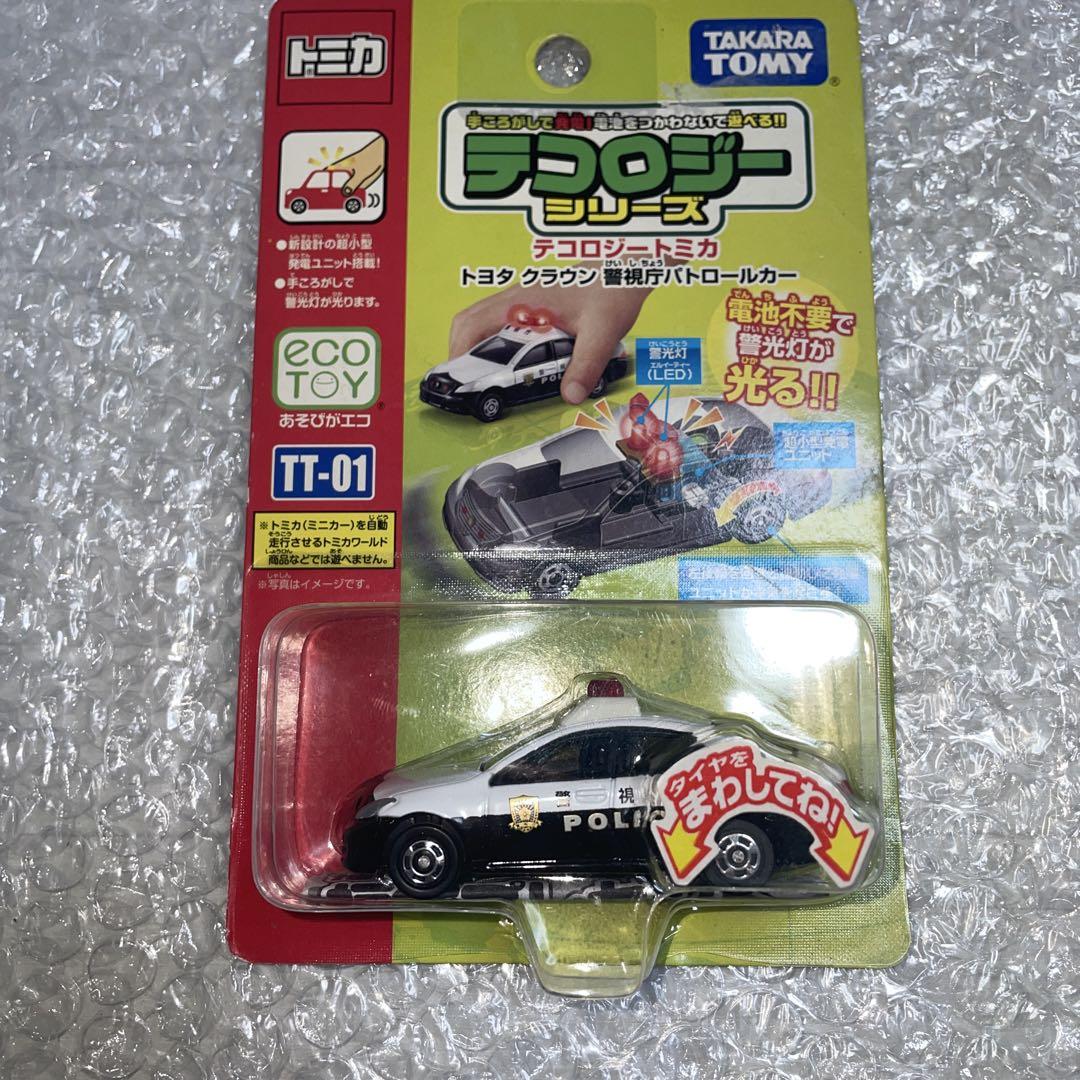 トミカ
TAKARA
TOMY
手ころがしで発電!電池をつかわないで遊べる!!
テコロジー
シリーズ
テコロジートミカ
トヨタ クラウン 警視庁パトロールカー
●新設計の超小型
発電ユニット搭載!
●手ころがしで
警光灯が光ります。
eco
TOY
あそびがエコ
TT-01
※トミカ(ミニカー)を自動
走行させるトミカワールド
商品などでは遊べません。
※写真はイメージです。
電池不要で
警光灯が
光る!!
警光灯
(LED)
超小型発電
ユニット
警 視
POLIC
タイヤを
まわしてね!